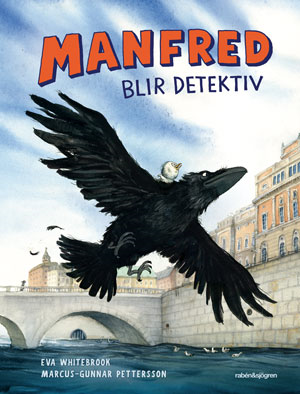 MANFRED
BLIR DETEKTIV
EVA WHITEBROOK
MARCUS-GUNNAR PETTERSSON
rabén&sjögren